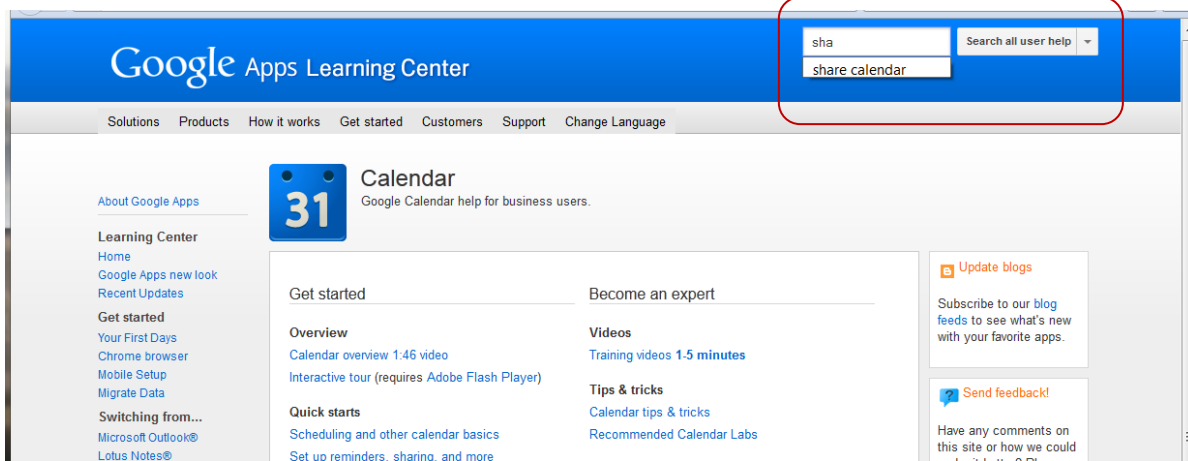 sha
Search all user help
share calendar
Google Apps Learning Center
Solutions Products How it works Get started Customers Support Change Language
31
Calendar
Google Calendar help for business users.
About Google Apps
Learning Center
Home
Google Apps new look
Recent Updates
Get started
Your First Days
Chrome browser
Mobile Setup
Migrate Data
Switching from...
Microsoft Outlook®
Lotus Notes®
Get started
Overview
Calendar overview 1:46 video
Interactive tour (requires Adobe Flash Player)
Quick starts
Scheduling and other calendar basics
Set up reminders, sharing, and more
Become an expert
Videos
Training videos 1-5 minutes
Tips & tricks
Calendar tips & tricks
Recommended Calendar Labs
Update blogs
Subscribe to our blog
feeds to see what's new
with your favorite apps.
Send feedback!
Have any comments on
this site or how we could